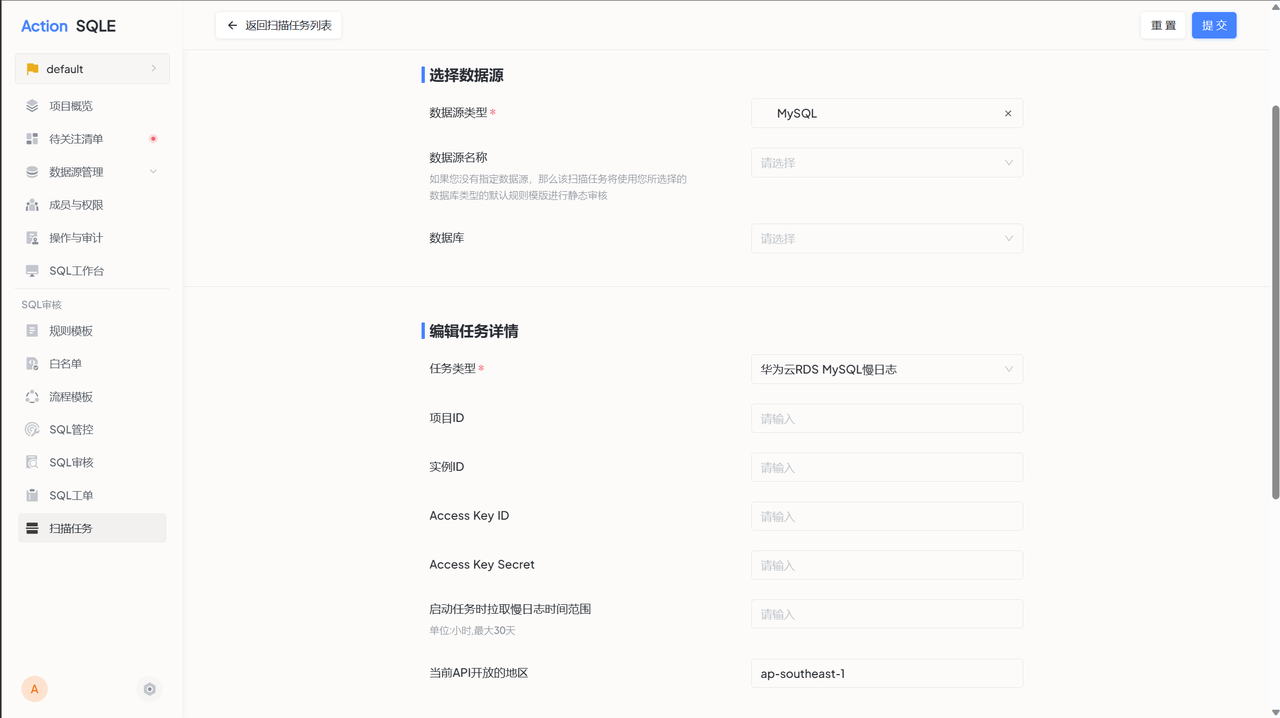 Action SQLE
default
项目概览
待关注清单
数据源管理
成员与权限
操作与审计
SQL工作台
SQL审核
规则模板
白名单
流程模板
SQL管控
SQL审核
SQL工单
扫描任务
A
返回扫描任务列表
重 置
提 交
选择数据源
数据源类型 *
MySQL
数据源名称
请选择
如果您没有指定数据源，那么该扫描任务将使用您所选择的
数据库类型的默认规则模版进行静态审核
数据库
请选择
编辑任务详情
任务类型 *
华为云RDS MySQL慢日志
项目ID
请输入
实例ID
请输入
Access Key ID
请输入
Access Key Secret
请输入
启动任务时拉取慢日志时间范围
请输入
单位:小时,最大30天
当前API开放的地区
ap-southeast-1